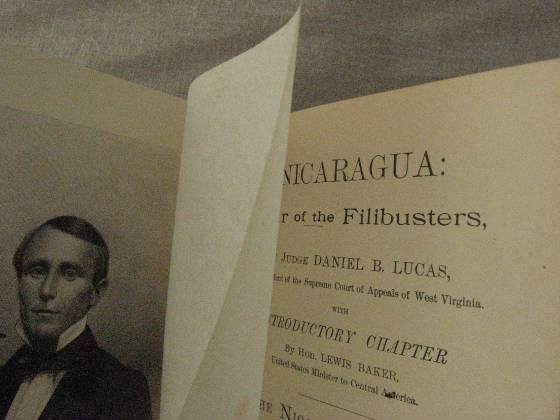 NICARAGUA:
of the Filibusters,
JUDGE DANIEL B. LUCAS,
of the Supreme Court of Appeals of West Virginia.
WITH
CHAPTER
By Hon. LEWIS BAKER,
United States Minister to Central America.